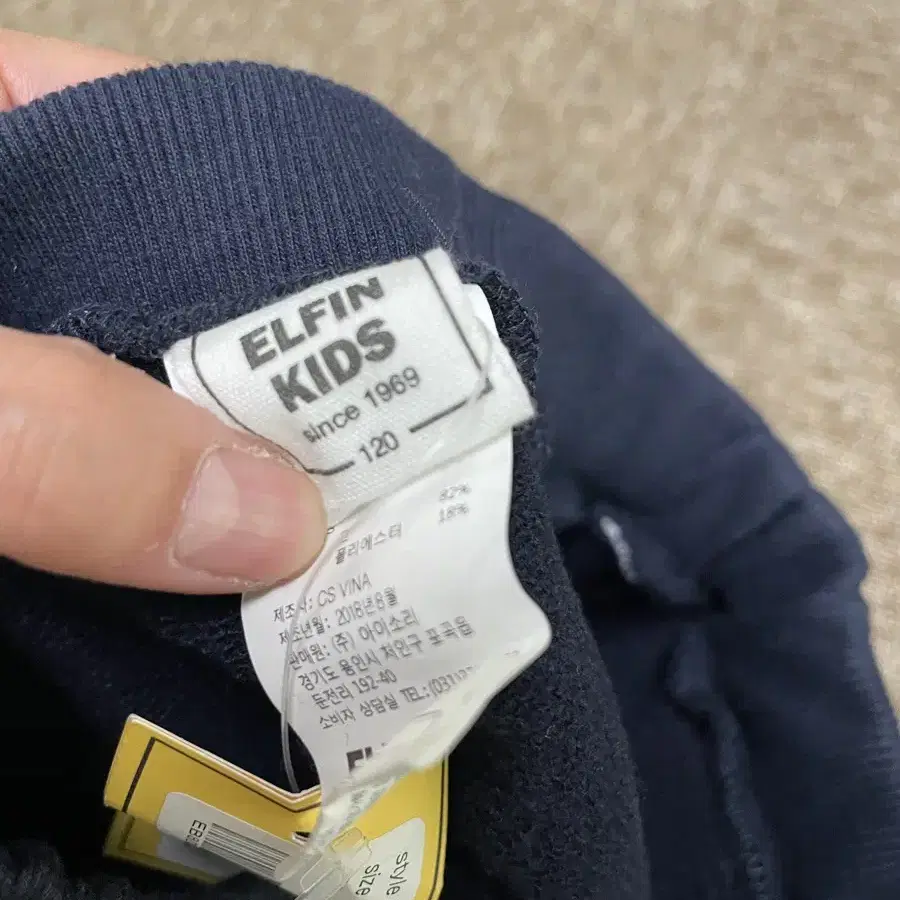 ELFIN
KIDS
since 1969
120
82%
폴리에스터 18%
제조사: CS VINA
제조년월: 2018년8월
판매원: (주) 아이소리
경기도 용인시 처인구 포곡읍
둔전리 192-40
소비자 상담실 TEL:(031)
style
size